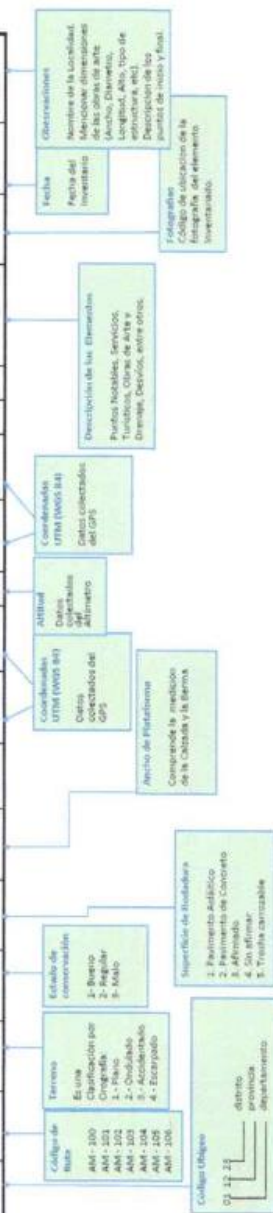 Código Ubigeo
01 12 23
distrito
provincia
departamento
Código de
Ruta
AM - 100
AM - 101
AM - 102
AM - 103
AM - 104
AM - 105
AM - 106
Terreno
Es una
Clasificación por
Orografía:
1.- Plano
2.- Ondulado
3.- Accidentado
4.- Escarpado
Estado de
conservación
1- Bueno
2- Regular
3- Malo
Superficie de Rodadura
1. Pavimento Asfáltico
2. Pavimento de Concreto
3. Afirmado
4. Sin afirmar
5. Trocha carrozable
Ancho de Plataforma
Comprende la medición
de la Calzada y la Berma
Coordenadas
UTM (WGS 84)
Datos
colectados del
GPS
Altitud
Datos
colectados
del
Altímetro
Coordenadas
UTM (WGS 84)
Datos colectados
del GPS
Descripción de los Elementos
Puntos Notables, Servicios,
Turísticos, Obras de Arte y
Drenaje, Desvíos, entre otros.
Fecha
Fecha del
Inventario
Fotografías
Código de ubicación de la
fotografía del elemento
Inventariado.
Observaciones
Nombre de la Localidad.
Mencionar dimensiones
de las obras de arte
(Ancho, Diametro,
Longitud, Alto, tipo de
estructura, etc).
Descripcion de los
puntos de inicio y final.